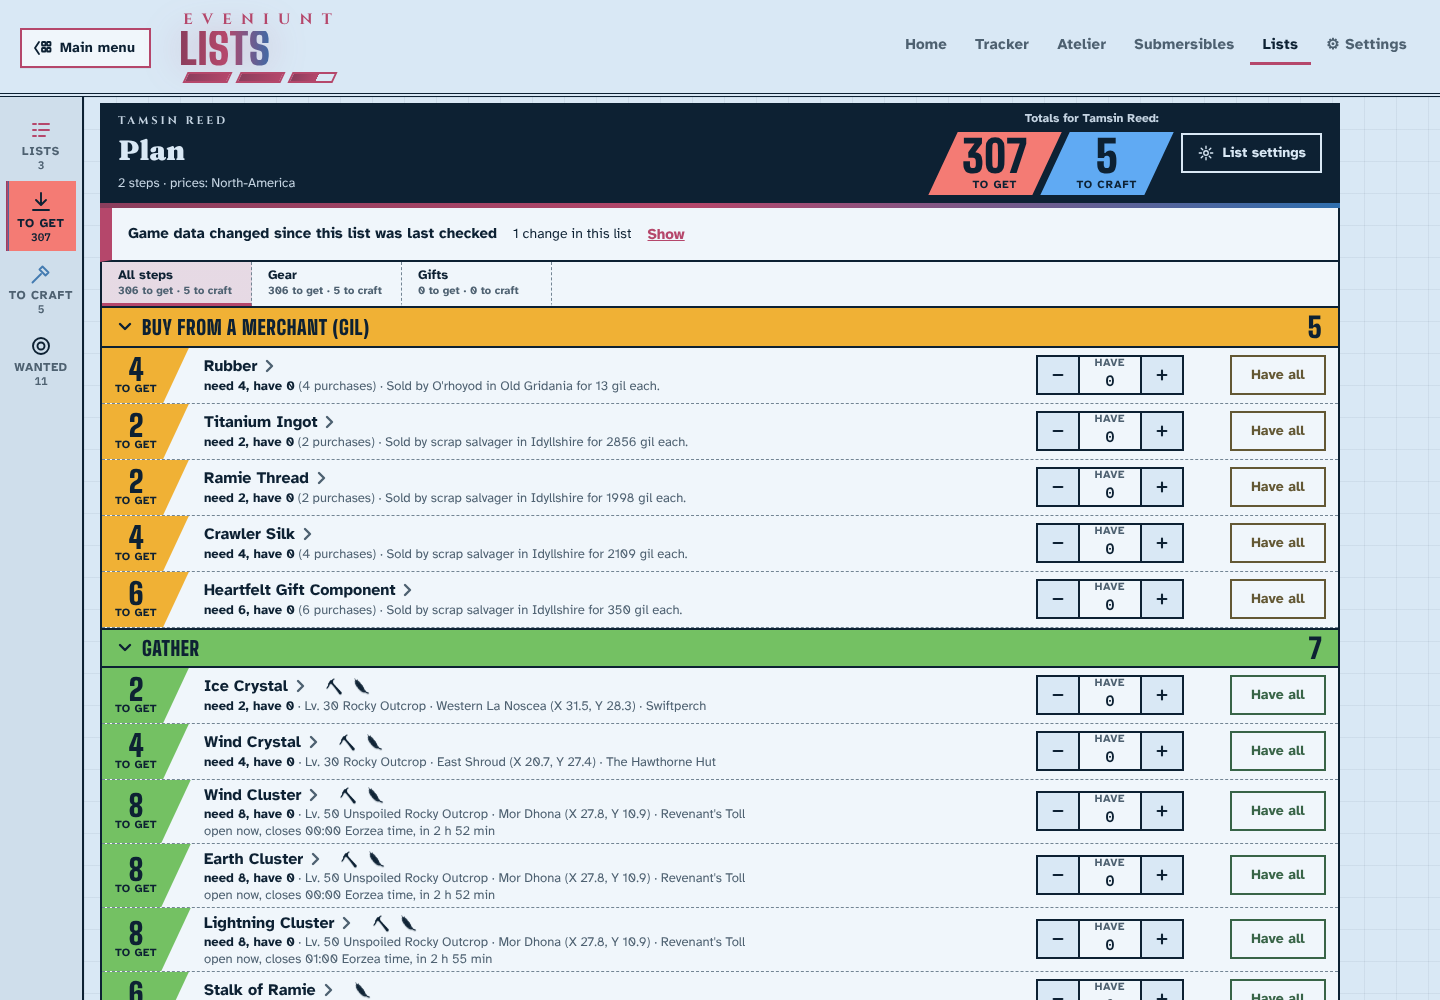 Main menu
EVENIUNT
LISTS
Home
Tracker
Atelier
Submersibles
Lists
Settings
LISTS
3
TO GET
307
TO CRAFT
5
WANTED
11
TAMSIN REED
Plan
2 steps · prices: North-America
Totals for Tamsin Reed:
307
TO GET
5
TO CRAFT
List settings
Game data changed since this list was last checked 1 change in this list Show
All steps
306 to get · 5 to craft
Gear
306 to get · 5 to craft
Gifts
0 to get · 0 to craft
BUY FROM A MERCHANT (GIL) 5
4
TO GET
Rubber
need 4, have 0 (4 purchases) · Sold by O'rhoyod in Old Gridania for 13 gil each.
− HAVE 0 +
Have all
2
TO GET
Titanium Ingot
need 2, have 0 (2 purchases) · Sold by scrap salvager in Idyllshire for 2856 gil each.
− HAVE 0 +
Have all
2
TO GET
Ramie Thread
need 2, have 0 (2 purchases) · Sold by scrap salvager in Idyllshire for 1998 gil each.
− HAVE 0 +
Have all
4
TO GET
Crawler Silk
need 4, have 0 (4 purchases) · Sold by scrap salvager in Idyllshire for 2109 gil each.
− HAVE 0 +
Have all
6
TO GET
Heartfelt Gift Component
need 6, have 0 (6 purchases) · Sold by scrap salvager in Idyllshire for 350 gil each.
− HAVE 0 +
Have all
GATHER 7
2
TO GET
Ice Crystal
need 2, have 0 · Lv. 30 Rocky Outcrop · Western La Noscea (X 31.5, Y 28.3) · Swiftperch
− HAVE 0 +
Have all
4
TO GET
Wind Crystal
need 4, have 0 · Lv. 30 Rocky Outcrop · East Shroud (X 20.7, Y 27.4) · The Hawthorne Hut
− HAVE 0 +
Have all
8
TO GET
Wind Cluster
need 8, have 0 · Lv. 50 Unspoiled Rocky Outcrop · Mor Dhona (X 27.8, Y 10.9) · Revenant's Toll
open now, closes 00:00 Eorzea time, in 2 h 52 min
− HAVE 0 +
Have all
8
TO GET
Earth Cluster
need 8, have 0 · Lv. 50 Unspoiled Rocky Outcrop · Mor Dhona (X 27.8, Y 10.9) · Revenant's Toll
open now, closes 00:00 Eorzea time, in 2 h 52 min
− HAVE 0 +
Have all
8
TO GET
Lightning Cluster
need 8, have 0 · Lv. 50 Unspoiled Rocky Outcrop · Mor Dhona (X 27.8, Y 10.9) · Revenant's Toll
open now, closes 01:00 Eorzea time, in 2 h 55 min
− HAVE 0 +
Have all
6
Stalk of Ramie
− HAVE +
Have all